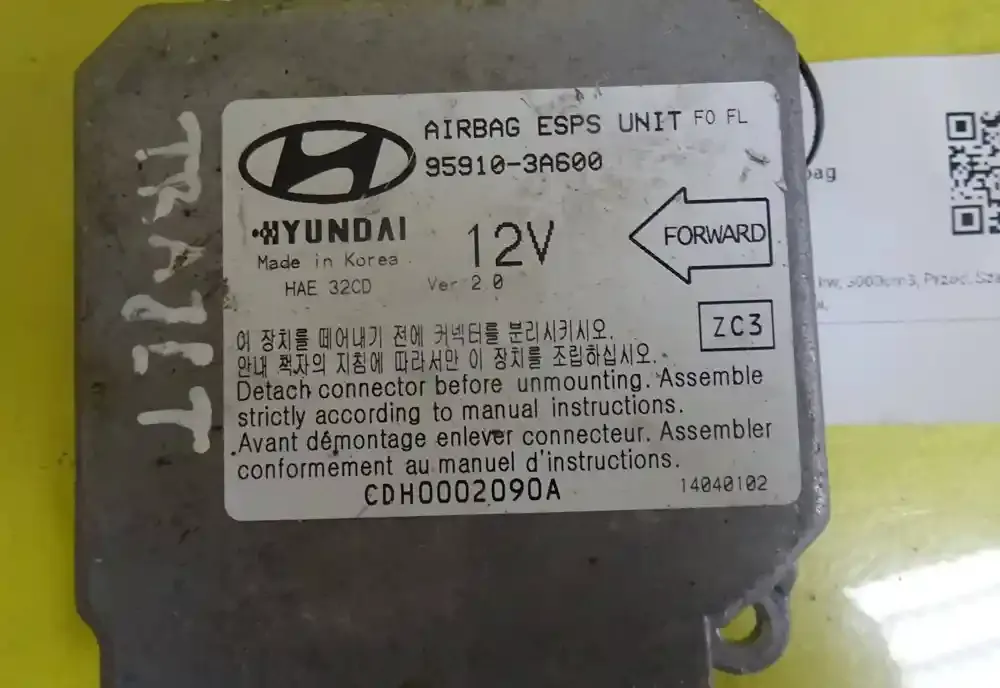 AIRBAG ESPS UNIT FO FL
95910-3A600
HYUNDAI
Made in Korea
12V
FORWARD
HAE 32CD
Ver 2 0
ZC3
이 장치를 떼어내기 전에 커넥터를 분리시키시오.
안내 책자의 지침에 따라서만 이 장치를 조립하십시오.
Detach connector before unmounting. Assemble
strictly according to manual instructions.
Avant démontage enlever connecteur. Assembler
conformement au manuel d'instructions.
CDH0002090A
14040102